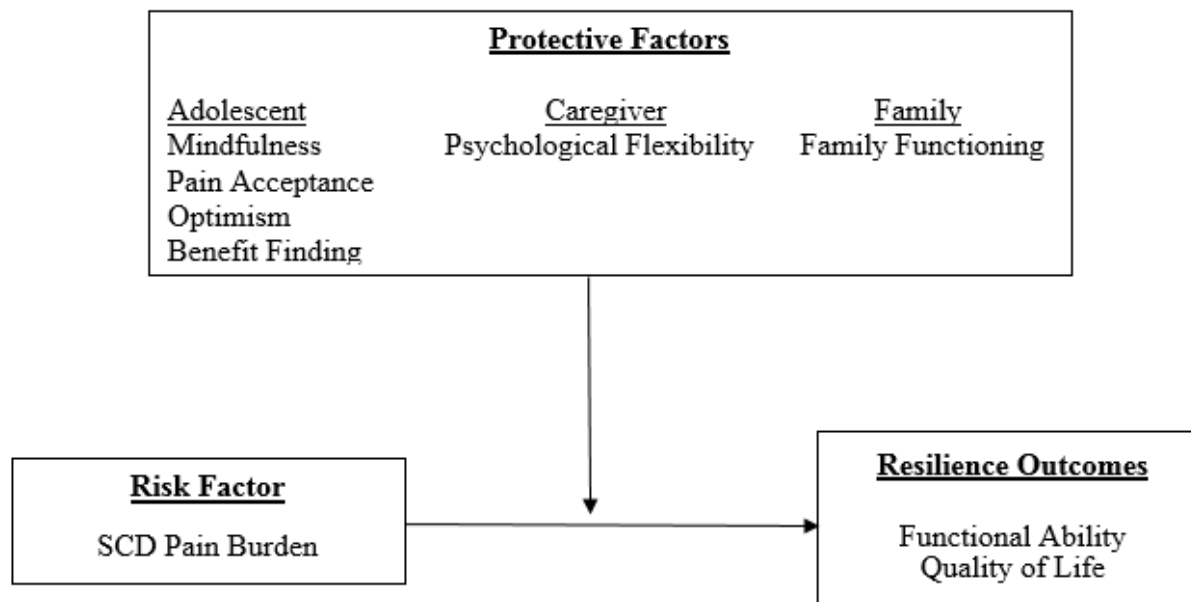 Protective Factors
Adolescent
Mindfulness
Pain Acceptance
Optimism
Benefit Finding
Caregiver
Psychological Flexibility
Family
Family Functioning
Risk Factor
SCD Pain Burden
Resilience Outcomes
Functional Ability
Quality of Life